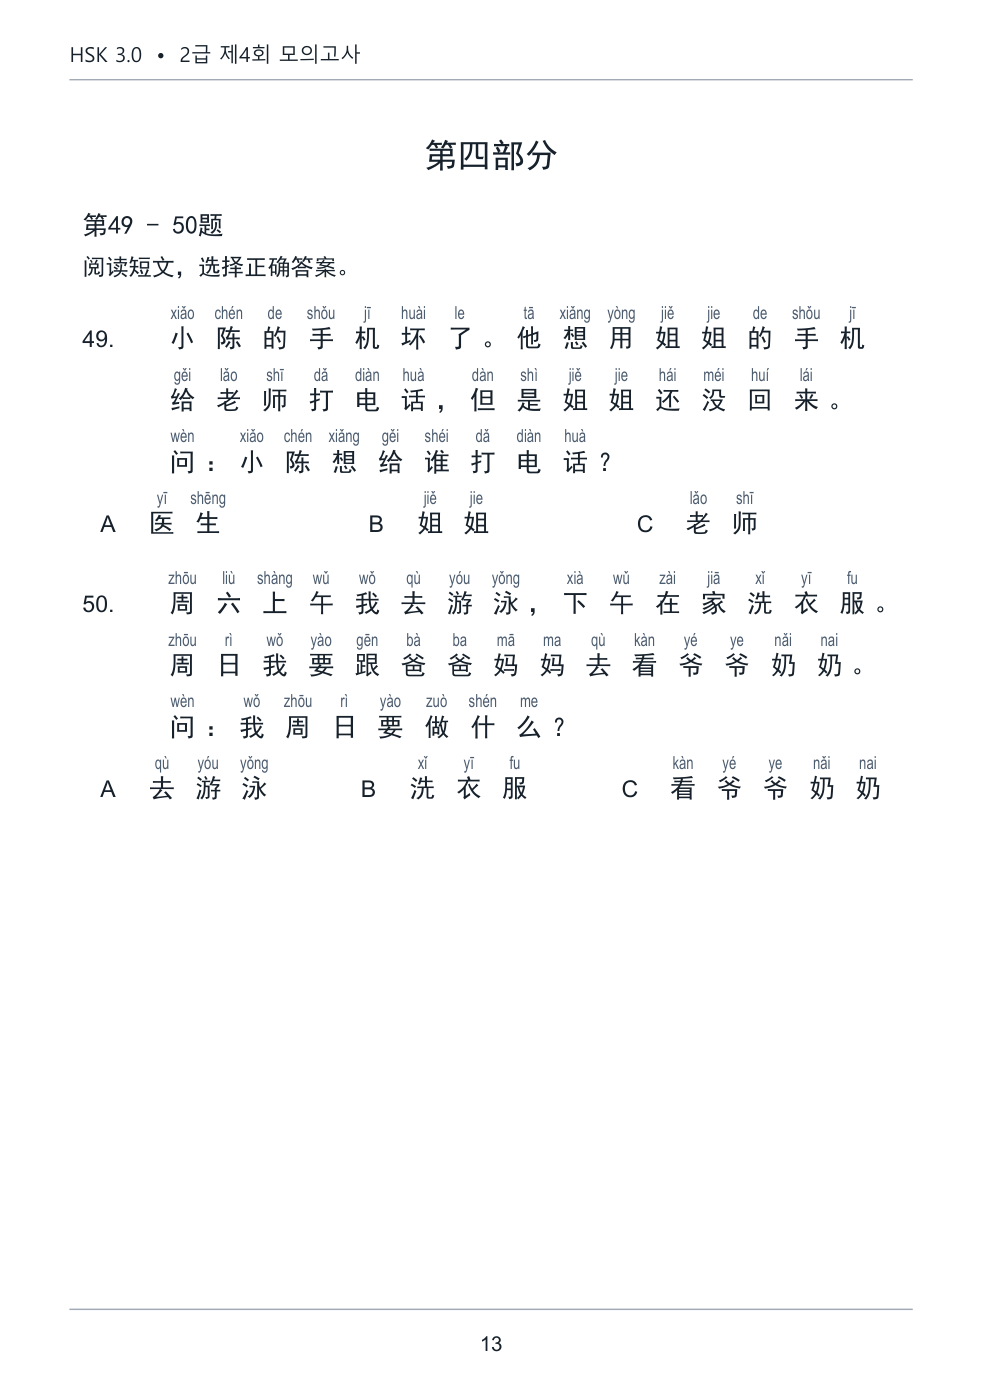 HSK 3.0 • 2급 제4회 모의고사
第四部分
第49 － 50题
阅读短文，选择正确答案。
xiǎo chén de shǒu jī huài le tā xiǎng yòng jiě jie de shǒu jī
49. 小陈的手机坏了。他想用姐姐的手机
gěi lǎo shī dǎ diàn huà dàn shì jiě jie hái méi huí lái
给老师打电话，但是姐姐还没回来。
wèn xiǎo chén xiǎng gěi shéi dǎ diàn huà
问：小陈想给谁打电话？
yī shēng jiě jie lǎo shī
A 医生 B 姐姐 C 老师
zhōu liù shàng wǔ wǒ qù yóu yǒng xià wǔ zài jiā xǐ yī fu
50. 周六上午我去游泳，下午在家洗衣服。
zhōu rì wǒ yào gēn bà ba mā ma qù kàn yé ye nǎi nai
周日我要跟爸爸妈妈去看爷爷奶奶。
wèn wǒ zhōu rì yào zuò shén me
问：我周日要做什么？
qù yóu yǒng xǐ yī fu kàn yé ye nǎi nai
A 去游泳 B 洗衣服 C 看爷爷奶奶
13